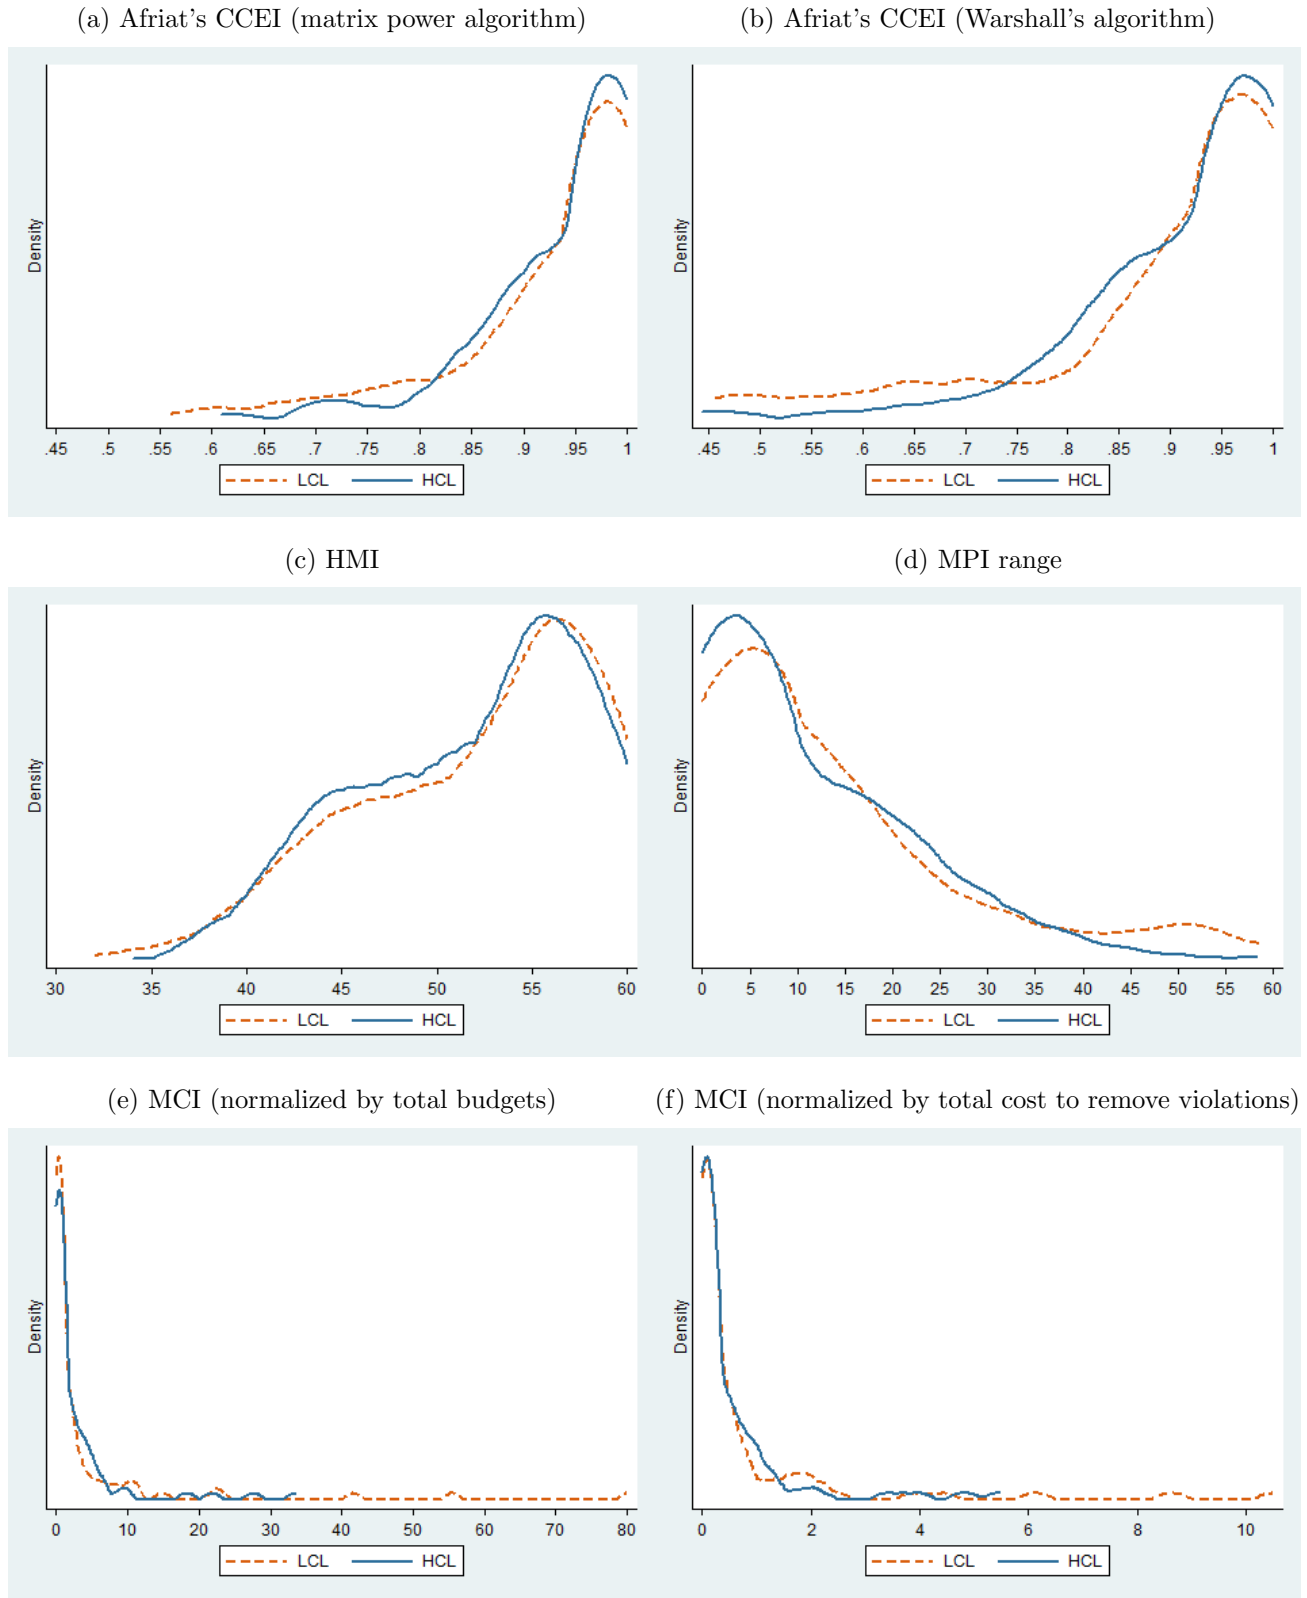 (a) Afriat's CCEI (matrix power algorithm)
(b) Afriat's CCEI (Warshall's algorithm)
Density
.45 .5 .55 .6 .65 .7 .75 .8 .85 .9 .95 1
LCL HCL
Density
.45 .5 .55 .6 .65 .7 .75 .8 .85 .9 .95 1
LCL HCL
(c) HMI
(d) MPI range
Density
30 35 40 45 50 55 60
LCL HCL
Density
0 5 10 15 20 25 30 35 40 45 50 55 60
LCL HCL
(e) MCI (normalized by total budgets)
(f) MCI (normalized by total cost to remove violations)
Density
0 10 20 30 40 50 60 70 80
LCL HCL
Density
0 2 4 6 8 10
LCL HCL